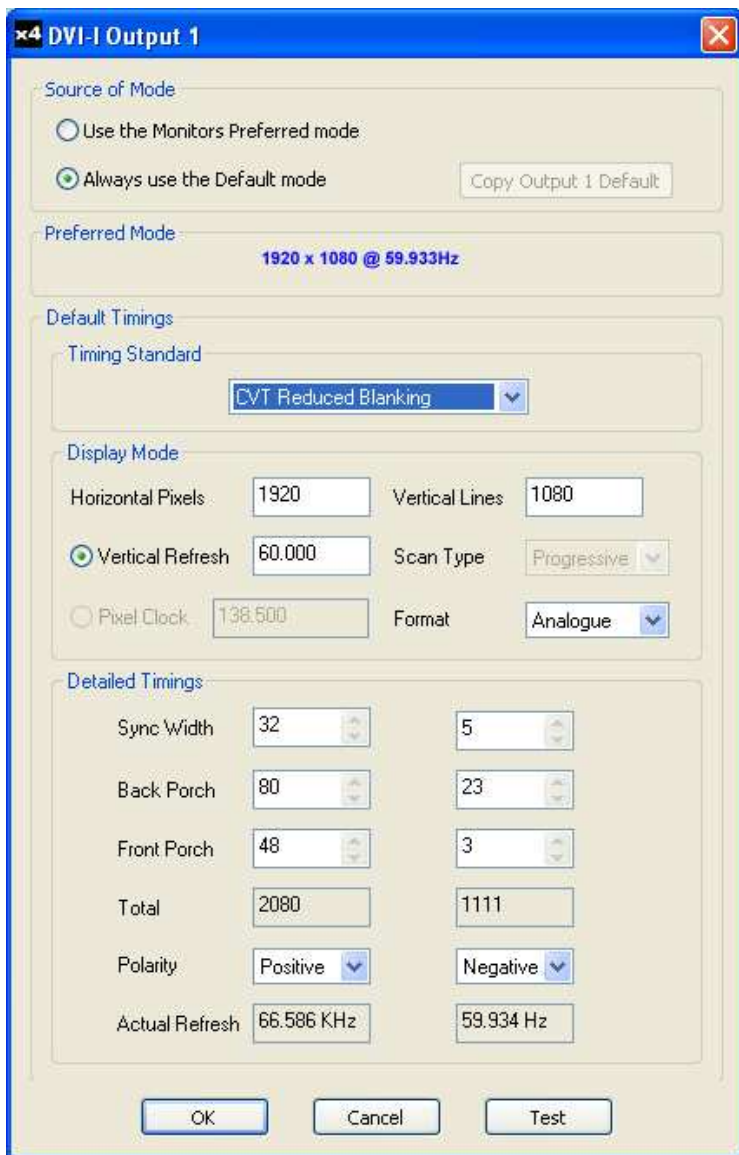 x4 DVI-I Output 1
Source of Mode
Use the Monitors Preferred mode
Always use the Default mode
Copy Output 1 Default
Preferred Mode
1920 x 1080 @ 59.933Hz
Default Timings
Timing Standard
CVT Reduced Blanking
Display Mode
Horizontal Pixels 1920 Vertical Lines 1080
Vertical Refresh 60.000 Scan Type Progressive
Pixel Clock 138.500 Format Analogue
Detailed Timings
Sync Width 32 5
Back Porch 80 23
Front Porch 48 3
Total 2080 1111
Polarity Positive Negative
Actual Refresh 66.586 KHz 59.934 Hz
OK Cancel Test